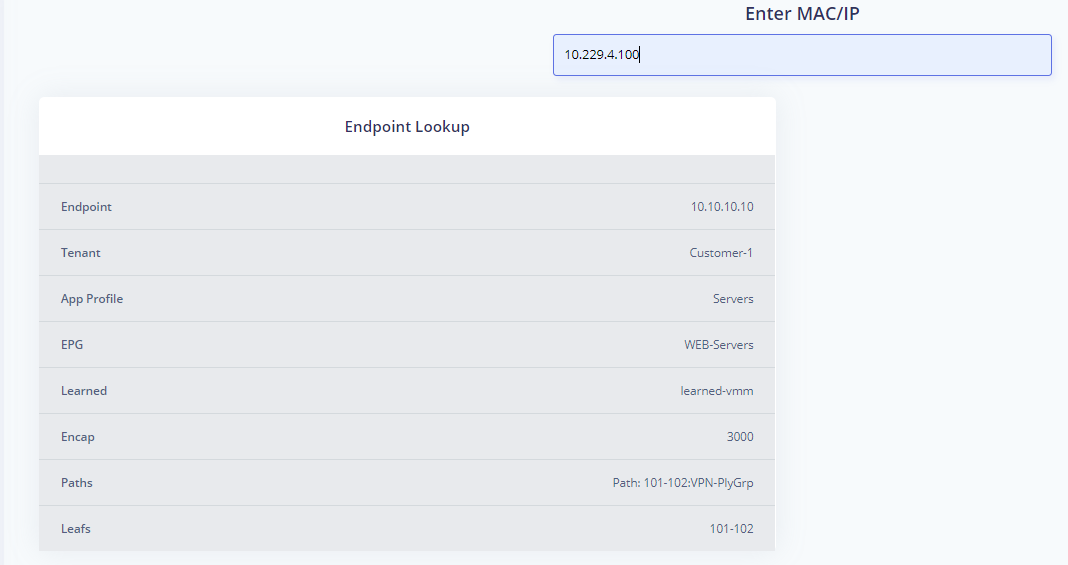 Enter MAC/IP
10.229.4.100
Endpoint Lookup
Endpoint 10.10.10.10
Tenant Customer-1
App Profile Servers
EPG WEB-Servers
Learned learned-vmm
Encap 3000
Paths Path: 101-102:VPN-PlyGrp
Leafs 101-102